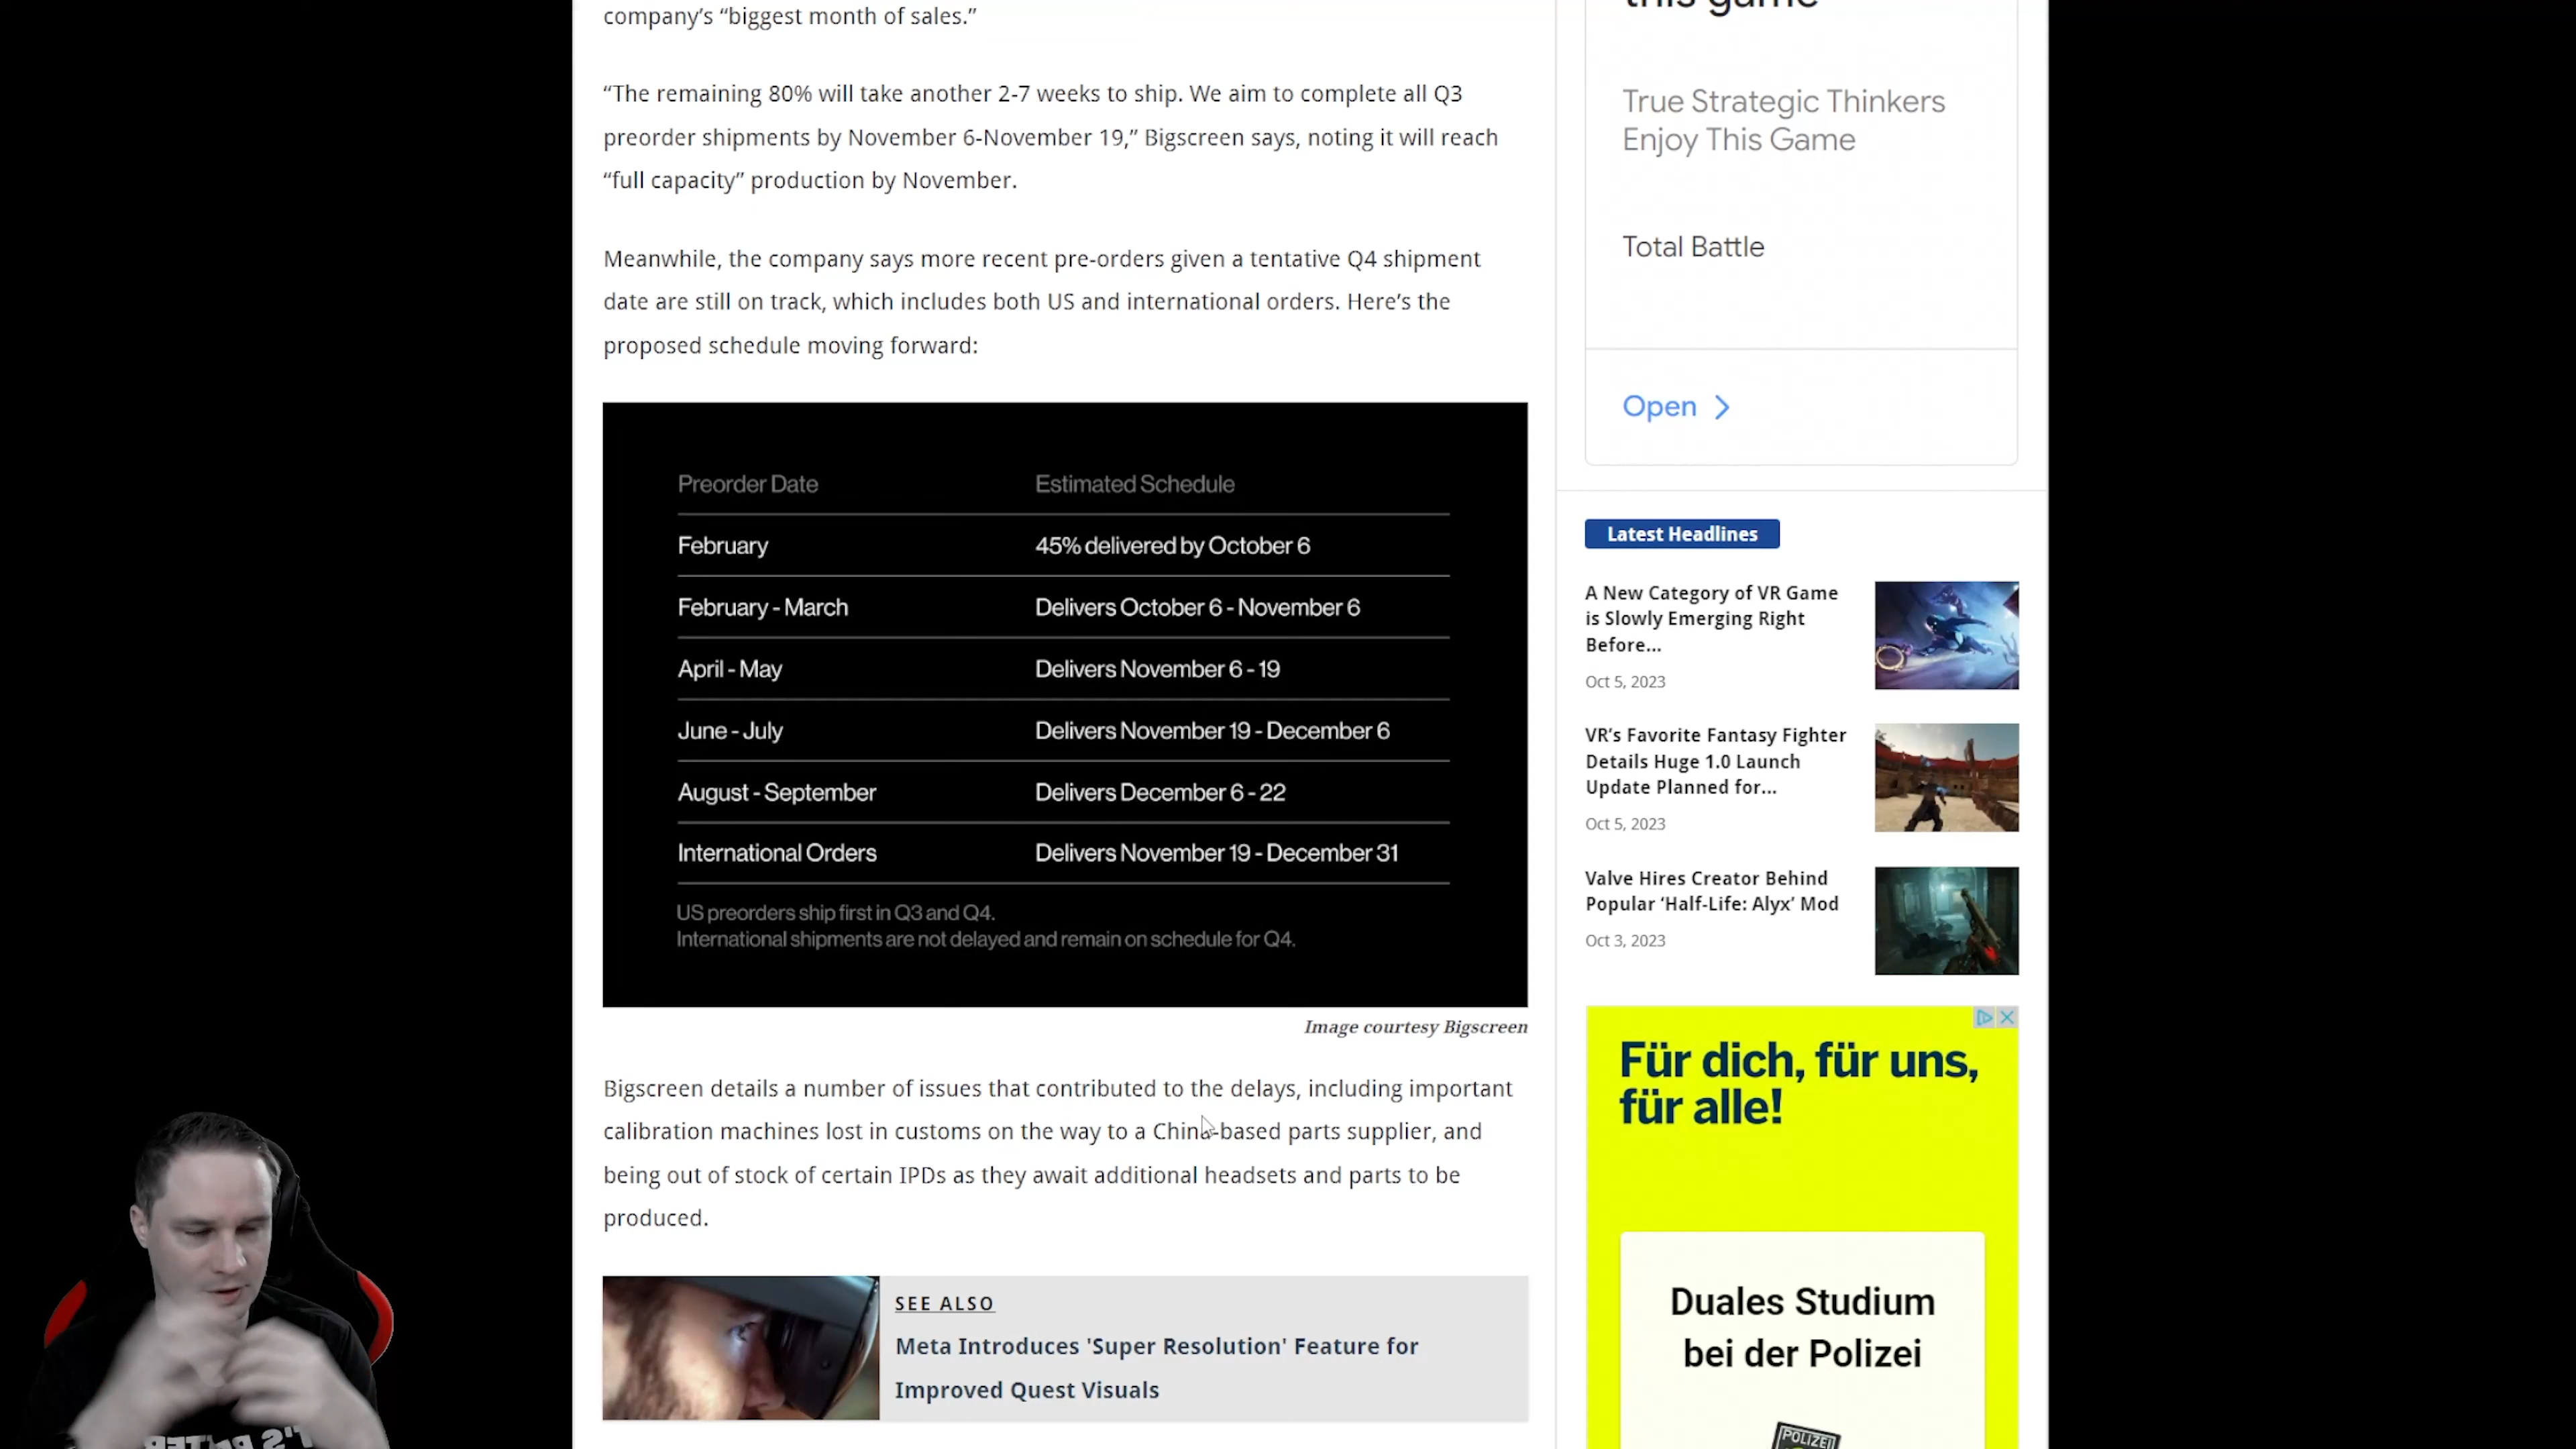 company's “biggest month of sales.”
“The remaining 80% will take another 2-7 weeks to ship. We aim to complete all Q3
preorder shipments by November 6-November 19,” Bigscreen says, noting it will reach
“full capacity” production by November.
Meanwhile, the company says more recent pre-orders given a tentative Q4 shipment
date are still on track, which includes both US and international orders. Here's the
proposed schedule moving forward:
Preorder Date Estimated Schedule
February 45% delivered by October 6
February - March Delivers October 6 - November 6
April - May Delivers November 6 - 19
June - July Delivers November 19 - December 6
August - September Delivers December 6 - 22
International Orders Delivers November 19 - December 31
US preorders ship first in Q3 and Q4.
International shipments are not delayed and remain on schedule for Q4.
Image courtesy Bigscreen
Bigscreen details a number of issues that contributed to the delays, including important
calibration machines lost in customs on the way to a China-based parts supplier, and
being out of stock of certain IPDs as they await additional headsets and parts to be
produced.
SEE ALSO
Meta Introduces 'Super Resolution' Feature for
Improved Quest Visuals
this game
True Strategic Thinkers
Enjoy This Game
Total Battle
Open
Latest Headlines
A New Category of VR Game
is Slowly Emerging Right
Before...
Oct 5, 2023
VR's Favorite Fantasy Fighter
Details Huge 1.0 Launch
Update Planned for...
Oct 5, 2023
Valve Hires Creator Behind
Popular ‘Half-Life: Alyx’ Mod
Oct 3, 2023
Für dich, für uns,
für alle!
Duales Studium
bei der Polizei
POLIZEI